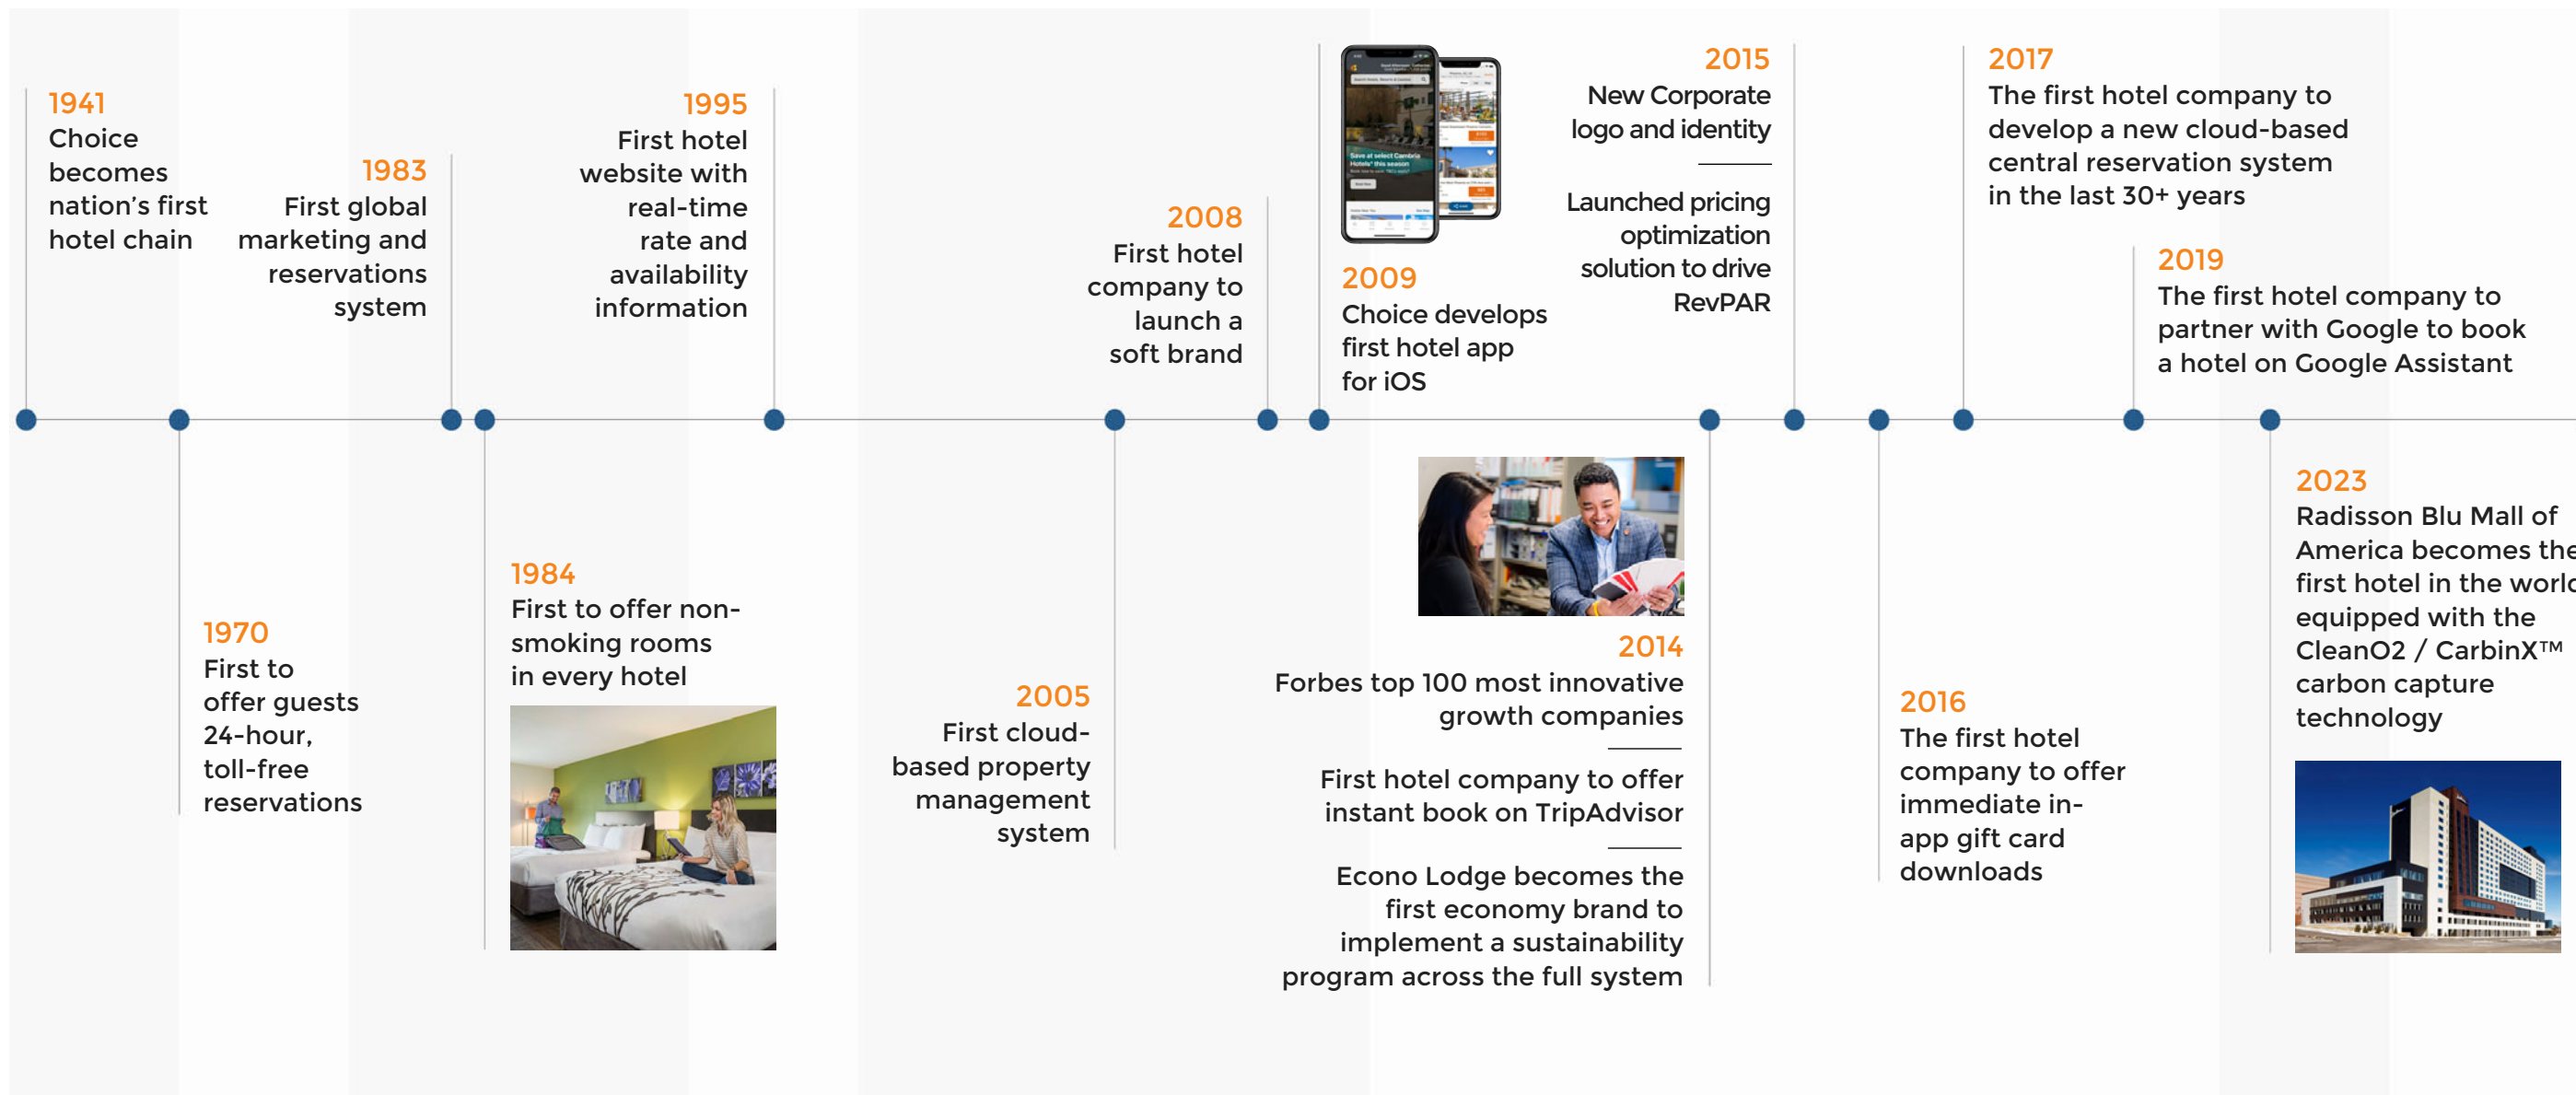 1941
Choice
becomes
nation's first
hotel chain
1970
First to
offer guests
24-hour,
toll-free
reservations
1983
First global
marketing and
reservations
system
1984
First to offer non-
smoking rooms
in every hotel
1995
First hotel
website with
real-time
rate and
availability
information
2005
First cloud-
based property
management
system
2008
First hotel
company to
launch a
soft brand
Save at select Cambria
Hotels® this season
2009
Choice develops
first hotel app
for iOS
2014
Forbes top 100 most innovative
growth companies
First hotel company to offer
instant book on TripAdvisor
Econo Lodge becomes the
first economy brand to
implement a sustainability
program across the full system
2015
New Corporate
logo and identity
Launched pricing
optimization
solution to drive
RevPAR
2016
The first hotel
company to offer
immediate in-
app gift card
downloads
2017
The first hotel company to
develop a new cloud-based
central reservation system
in the last 30+ years
2019
The first hotel company to
partner with Google to book
a hotel on Google Assistant
2023
Radisson Blu Mall of
America becomes the
first hotel in the world
equipped with the
CleanO2 / CarbinX™
carbon capture
technology